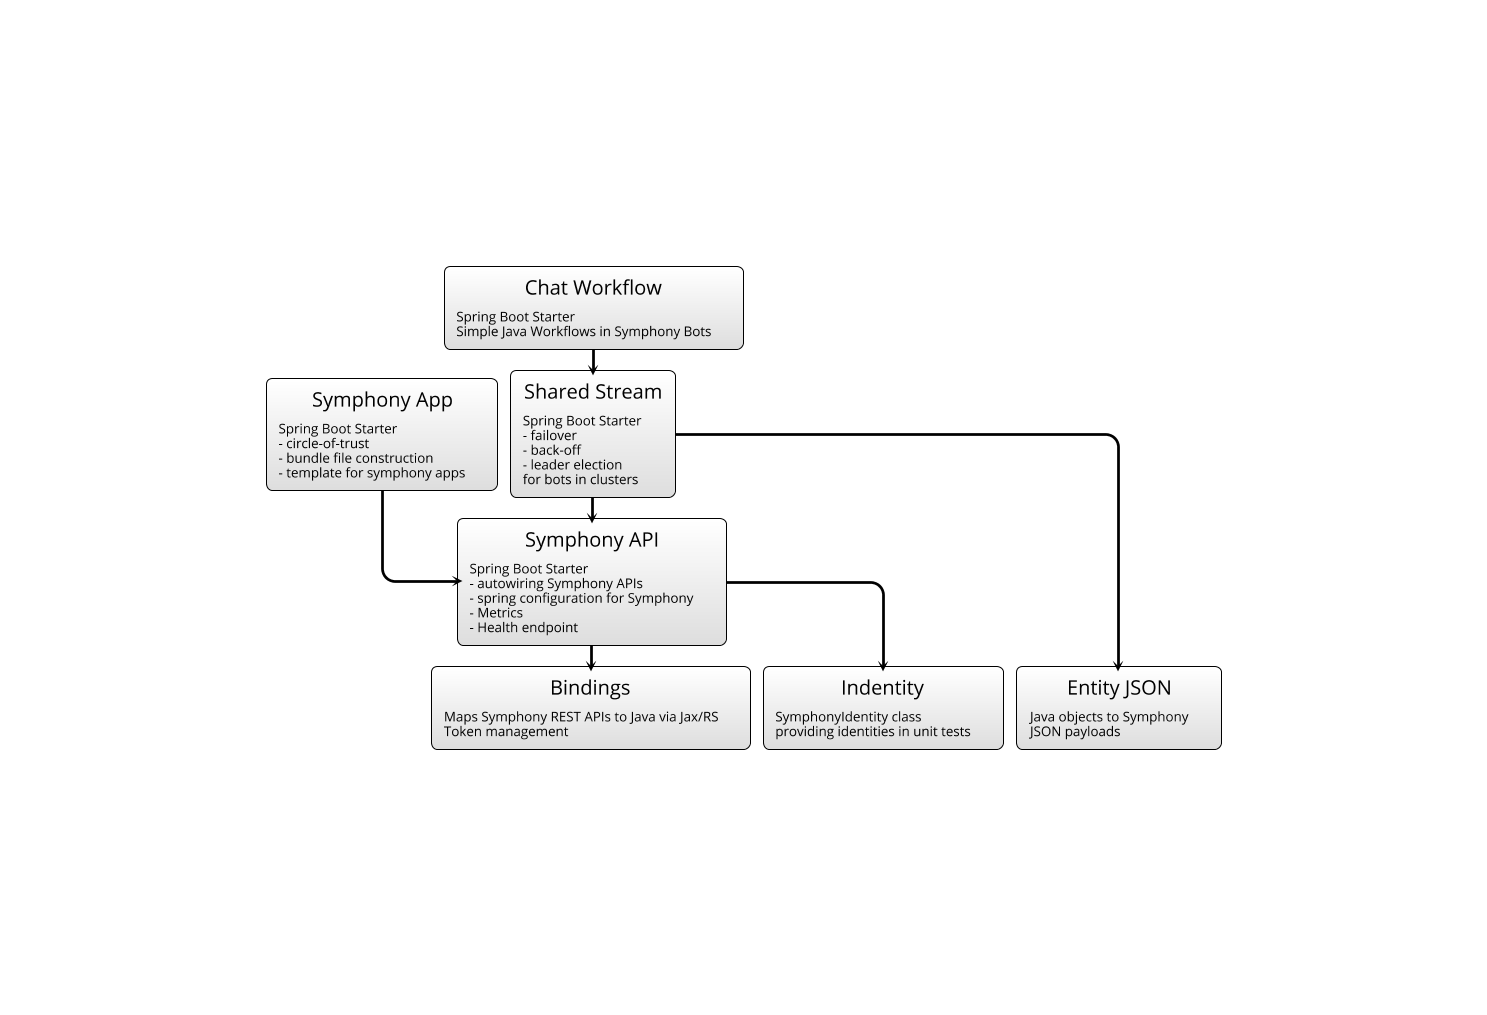 Chat Workflow
Spring Boot Starter
Simple Java Workflows in Symphony Bots
Symphony App
Spring Boot Starter
- circle-of-trust
- bundle file construction
- template for symphony apps
Shared Stream
Spring Boot Starter
- failover
- back-off
- leader election
for bots in clusters
Symphony API
Spring Boot Starter
- autowiring Symphony APIs
- spring configuration for Symphony
- Metrics
- Health endpoint
Bindings
Maps Symphony REST APIs to Java via Jax/RS
Token management
Indentity
SymphonyIdentity class
providing identities in unit tests
Entity JSON
Java objects to Symphony
JSON payloads